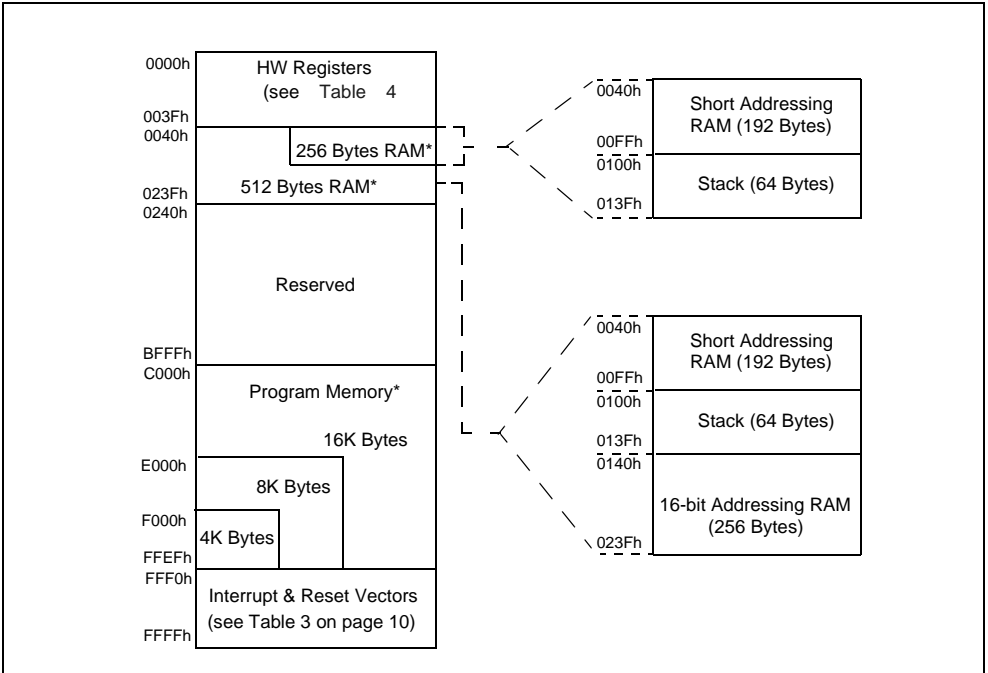 0000h
HW Registers
(see Table 4
003Fh
0040h
256 Bytes RAM*
512 Bytes RAM*
023Fh
0240h
Reserved
BFFFh
C000h
Program Memory*
16K Bytes
E000h
8K Bytes
F000h
4K Bytes
FFEFh
FFF0h
Interrupt & Reset Vectors
(see Table 3 on page 10)
FFFFh
0040h
Short Addressing
RAM (192 Bytes)
00FFh
0100h
Stack (64 Bytes)
013Fh
0040h
Short Addressing
RAM (192 Bytes)
00FFh
0100h
Stack (64 Bytes)
013Fh
0140h
16-bit Addressing RAM
(256 Bytes)
023Fh